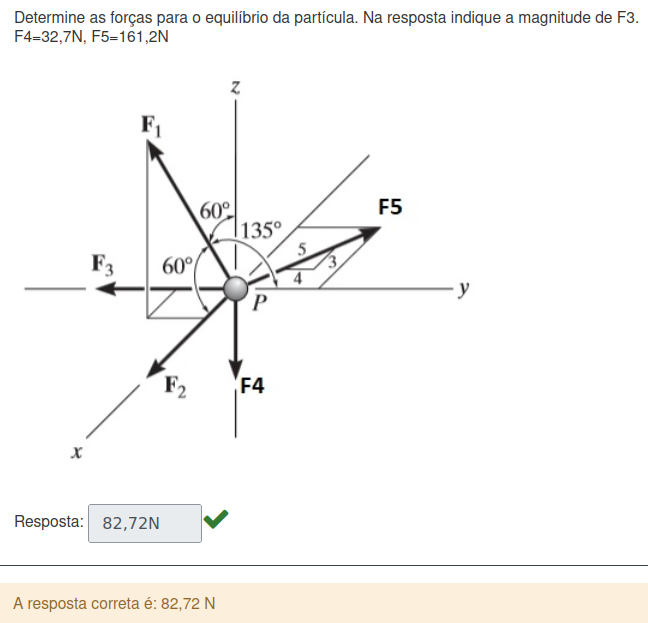 Determine as forças para o equilíbrio da partícula. Na resposta indique a magnitude de F3.
F4=32,7N, F5=161,2N
z
F1
60°
135°
F5
F3
60°
5
3
4
P
y
F2
F4
x
Resposta: 82,72N
A resposta correta é: 82,72 N